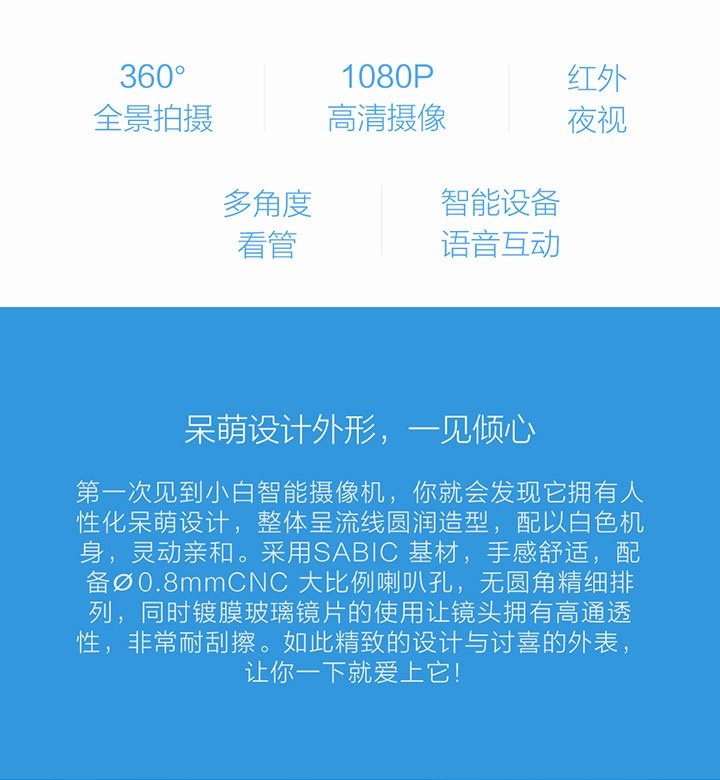 360°
全景拍摄
1080P
高清摄像
红外
夜视
多角度
看管
智能设备
语音互动
呆萌设计外形，一见倾心
第一次见到小白智能摄像机，你就会发现它拥有人
性化呆萌设计，整体呈流线圆润造型，配以白色机
身，灵动亲和。采用SABIC 基材，手感舒适，配
备Ø0.8mmCNC 大比例喇叭孔，无圆角精细排
列，同时镀膜玻璃镜片的使用让镜头拥有高通透
性，非常耐刮擦。如此精致的设计与讨喜的外表，
让你一下就爱上它！